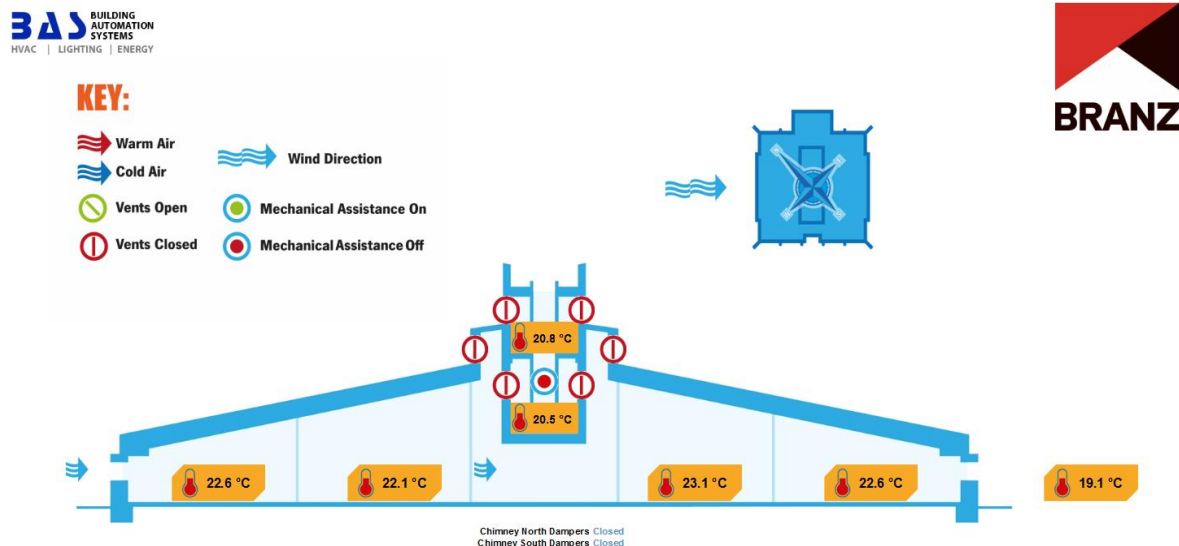 BAS BUILDING
AUTOMATION
SYSTEMS
HVAC | LIGHTING | ENERGY
BRANZ
KEY:
Warm Air
Cold Air
Wind Direction
Vents Open
Mechanical Assistance On
Vents Closed
Mechanical Assistance Off
20.8 °C
20.5 °C
22.6 °C
22.1 °C
23.1 °C
22.6 °C
19.1 °C
Chimney North Dampers Closed
Chimney South Dampers Closed